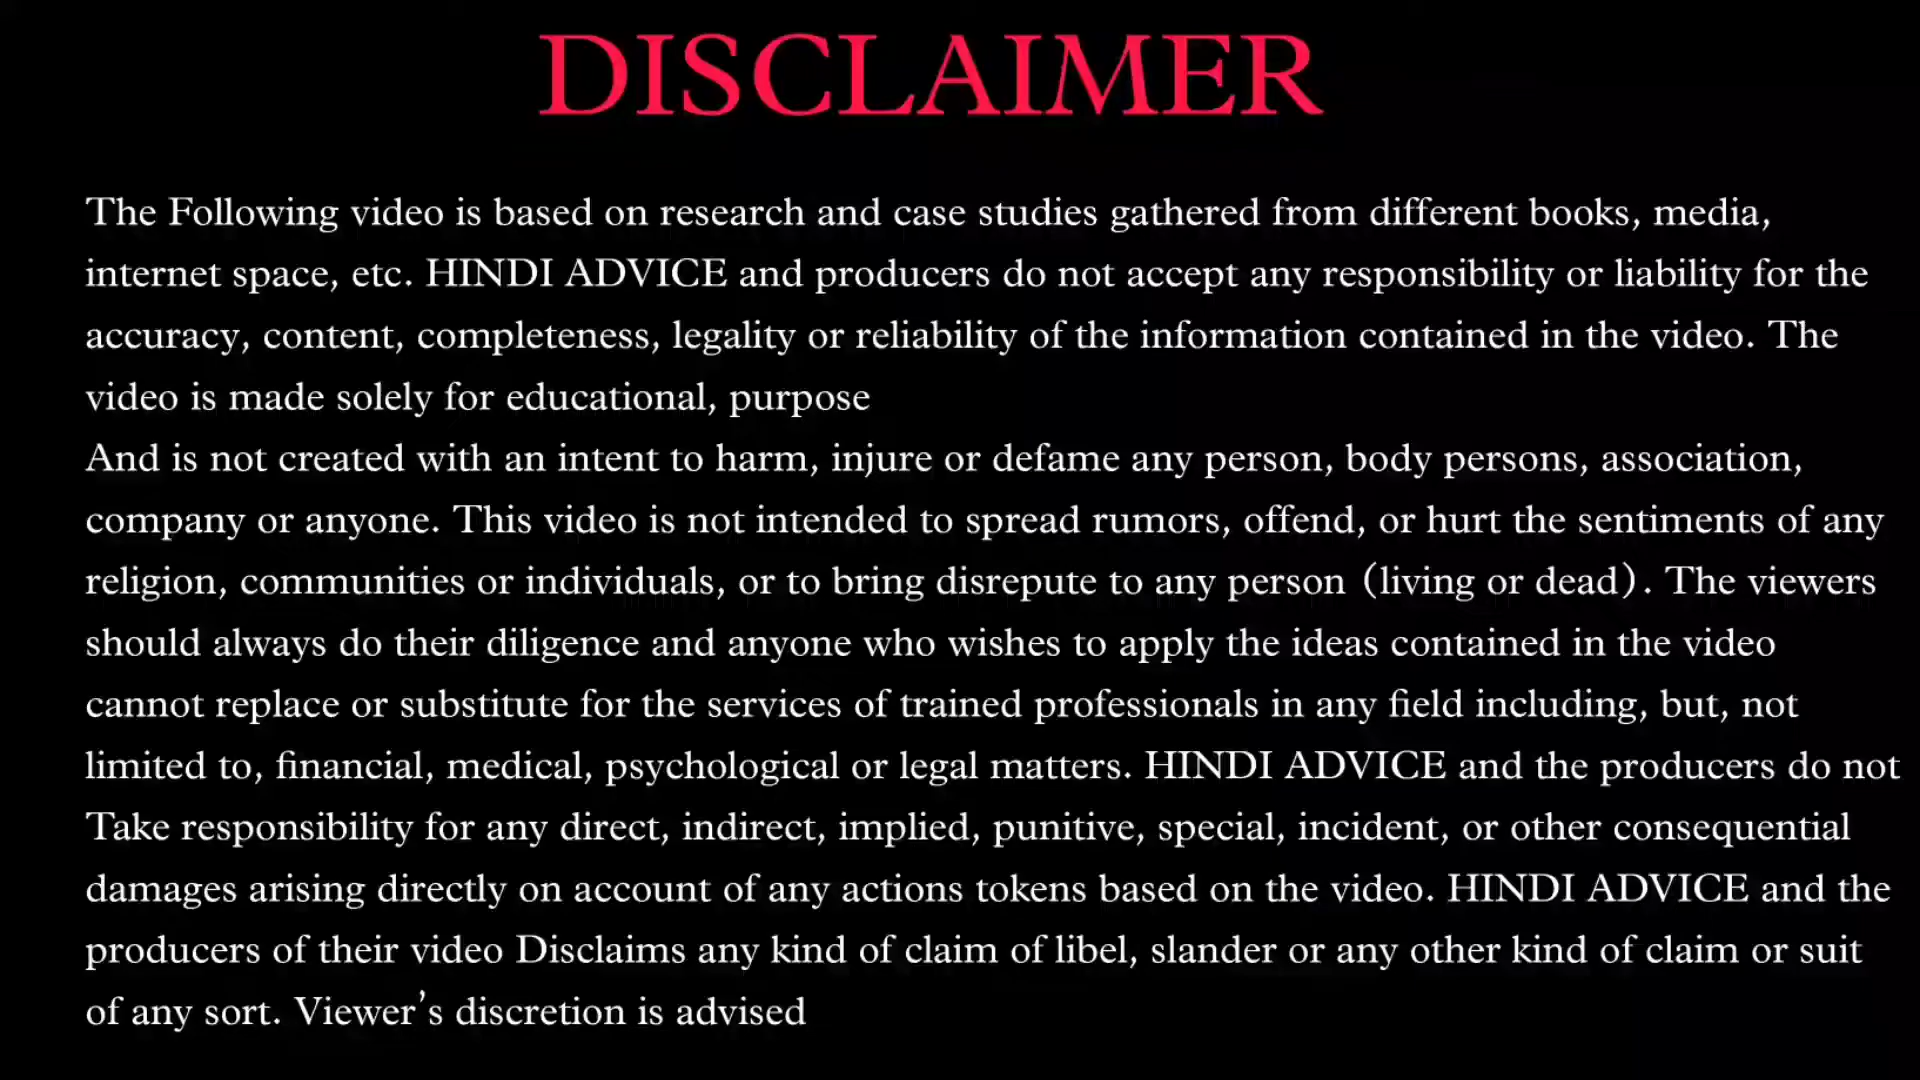 DISCLAIMER
The Following video is based on research and case studies gathered from different books, media,
internet space, etc. HINDI ADVICE and producers do not accept any responsibility or liability for the
accuracy, content, completeness, legality or reliability of the information contained in the video. The
video is made solely for educational, purpose
And is not created with an intent to harm, injure or defame any person, body persons, association,
company or anyone. This video is not intended to spread rumors, offend, or hurt the sentiments of any
religion, communities or individuals, or to bring disrepute to any person (living or dead). The viewers
should always do their diligence and anyone who wishes to apply the ideas contained in the video
cannot replace or substitute for the services of trained professionals in any field including, but, not
limited to, financial, medical, psychological or legal matters. HINDI ADVICE and the producers do not
Take responsibility for any direct, indirect, implied, punitive, special, incident, or other consequential
damages arising directly on account of any actions tokens based on the video. HINDI ADVICE and the
producers of their video Disclaims any kind of claim of libel, slander or any other kind of claim or suit
of any sort. Viewer’s discretion is advised